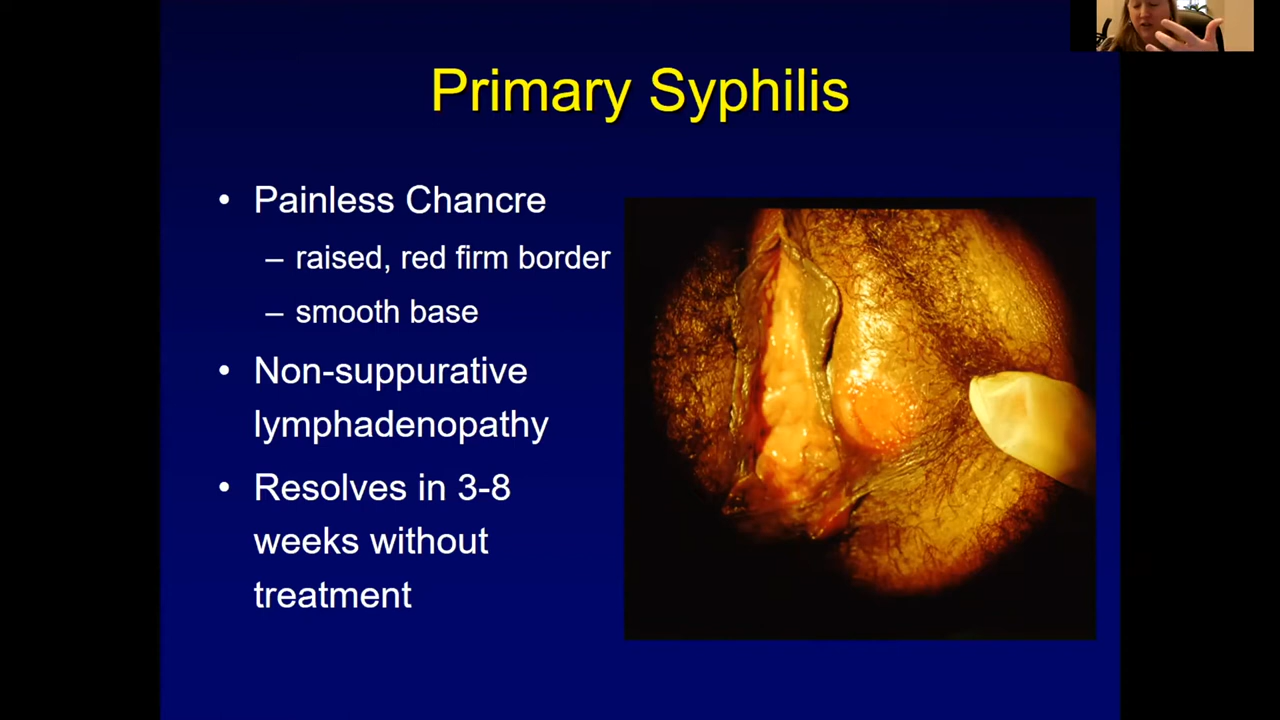 Primary Syphilis
• Painless Chancre
– raised, red firm border
– smooth base
• Non-suppurative
lymphadenopathy
• Resolves in 3-8
weeks without
treatment